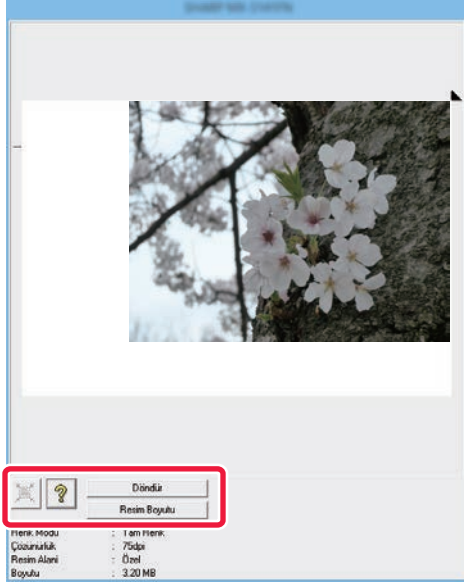 Döndür
Resim Boyutu
Renk Modu : Tam Renk
Çözünürlük : 75dpi
Resim Alanı : Özel
Boyutu : 3.20 MB